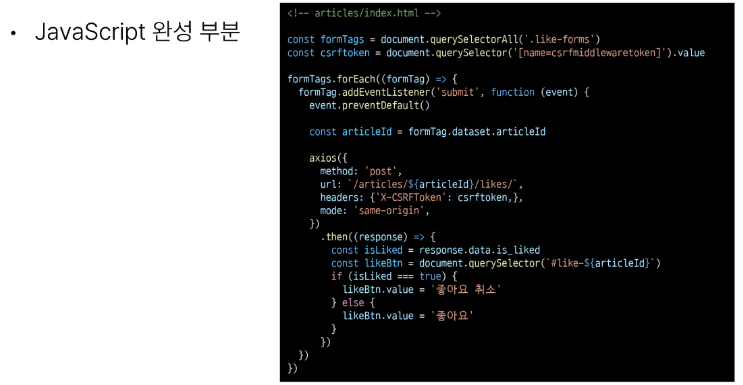 • JavaScript 완성 부분
<!-- articles/index.html -->
const formTags = document.querySelectorAll('.like-forms')
const csrftoken = document.querySelector('[name=csrfmiddlewaretoken]').value
formTags.forEach((formTag) => {
  formTag.addEventListener('submit', function (event) {
    event.preventDefault()
    const articleId = formTag.dataset.articleId
    axios({
      method: 'post',
      url: `/articles/${articleId}/likes/`,
      headers: {'X-CSRFToken': csrftoken,},
      mode: 'same-origin',
    })
      .then((response) => {
        const isLiked = response.data.is_liked
        const likeBtn = document.querySelector(`#like-${articleId}`)
        if (isLiked === true) {
          likeBtn.value = '좋아요 취소'
        } else {
          likeBtn.value = '좋아요'
        }
      })
  })
})